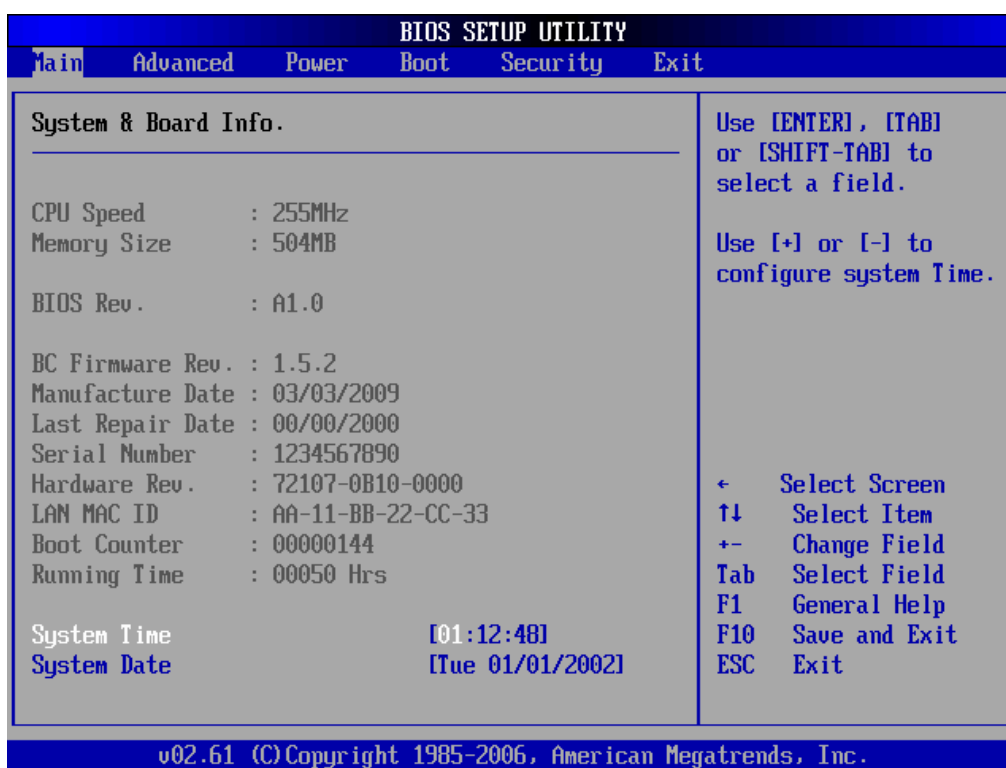 BIOS SETUP UTILITY
Main Advanced Power Boot Security Exit
System & Board Info.
CPU Speed : 255MHz
Memory Size : 504MB
BIOS Rev. : A1.0
BC Firmware Rev. : 1.5.2
Manufacture Date : 03/03/2009
Last Repair Date : 00/00/2000
Serial Number : 1234567890
Hardware Rev. : 72107-0B10-0000
LAN MAC ID : AA-11-BB-22-CC-33
Boot Counter : 00000144
Running Time : 00050 Hrs
System Time [01:12:48]
System Date [Tue 01/01/2002]
Use [ENTER], [TAB]
or [SHIFT-TAB] to
select a field.
Use [+] or [-] to
configure system Time.
← Select Screen
↑↓ Select Item
+- Change Field
Tab Select Field
F1 General Help
F10 Save and Exit
ESC Exit
v02.61 (C)Copyright 1985-2006, American Megatrends, Inc.